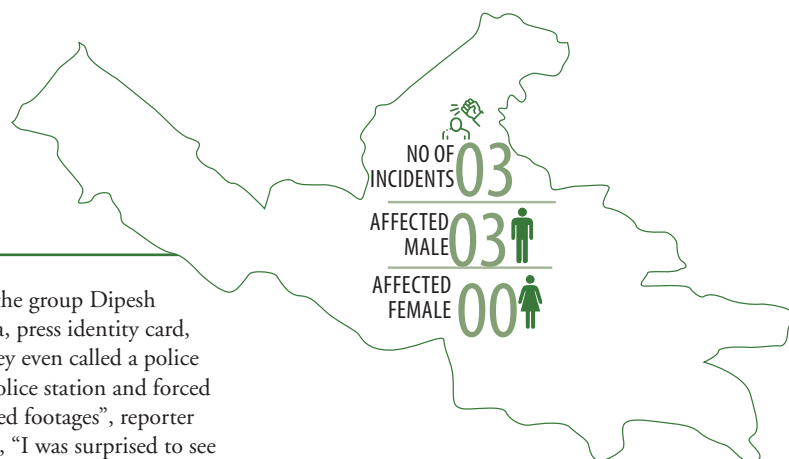 NO OF
INCIDENTS 03
AFFECTED
MALE 03
AFFECTED
FEMALE 00
the group Dipesh
, press identity card,
ey even called a police
olice station and forced
ed footages”, reporter
, “I was surprised to see